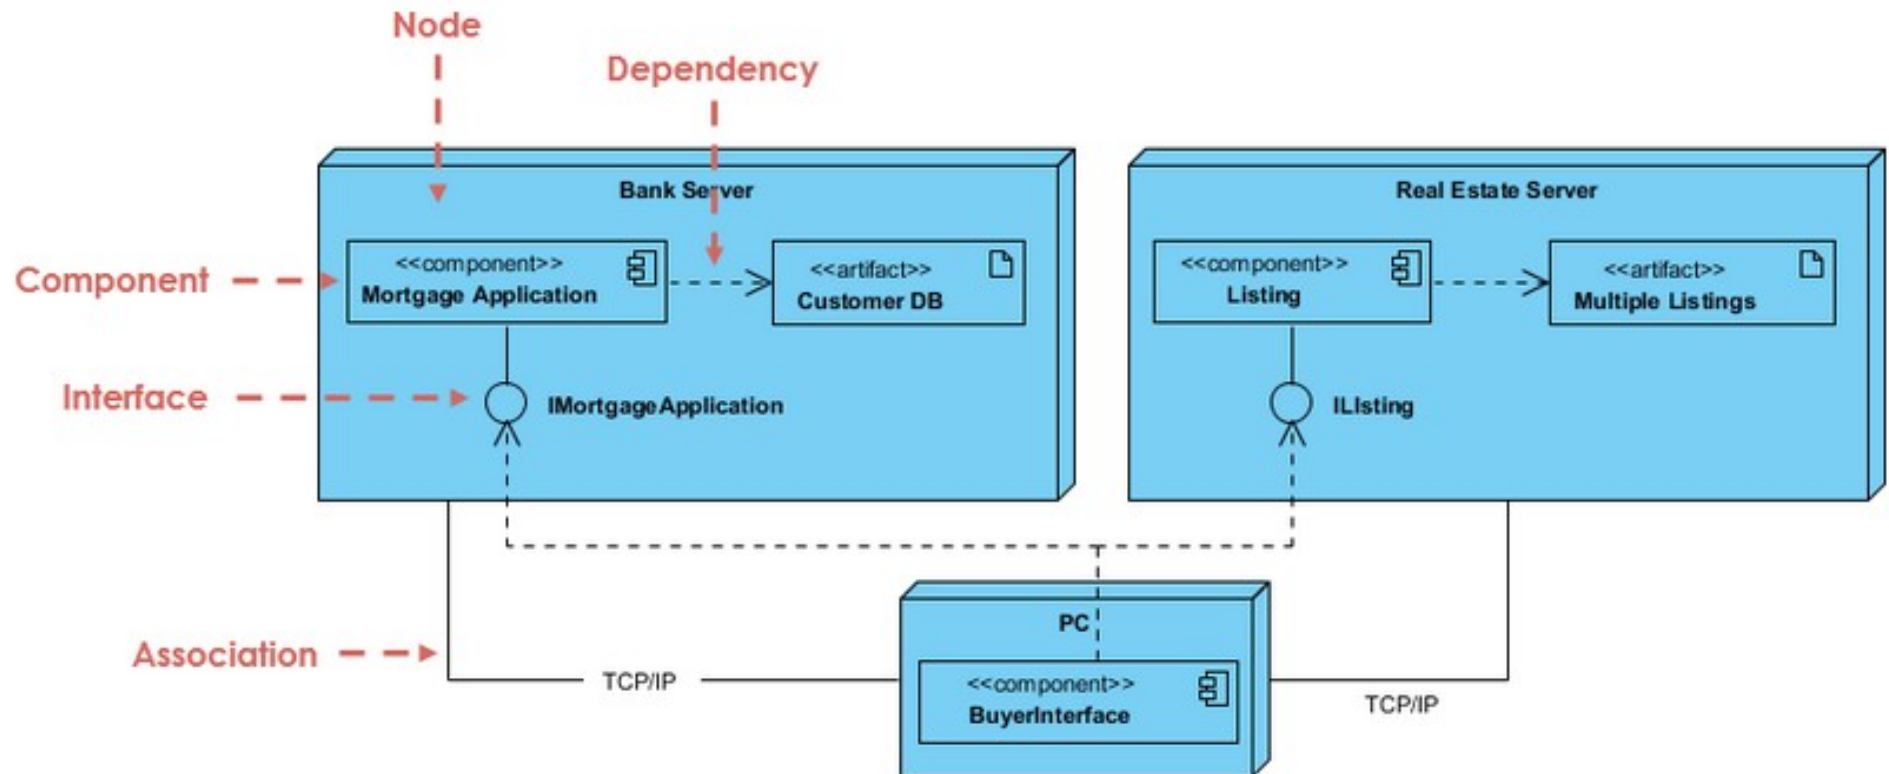 Node
Dependency
Bank Server
Real Estate Server
Component
<<component>>
Mortgage Application
<<artifact>>
Customer DB
<<component>>
Listing
<<artifact>>
Multiple Listings
Interface
IMortgageApplication
ILIsting
Association
TCP/IP
PC
<<component>>
BuyerInterface
TCP/IP